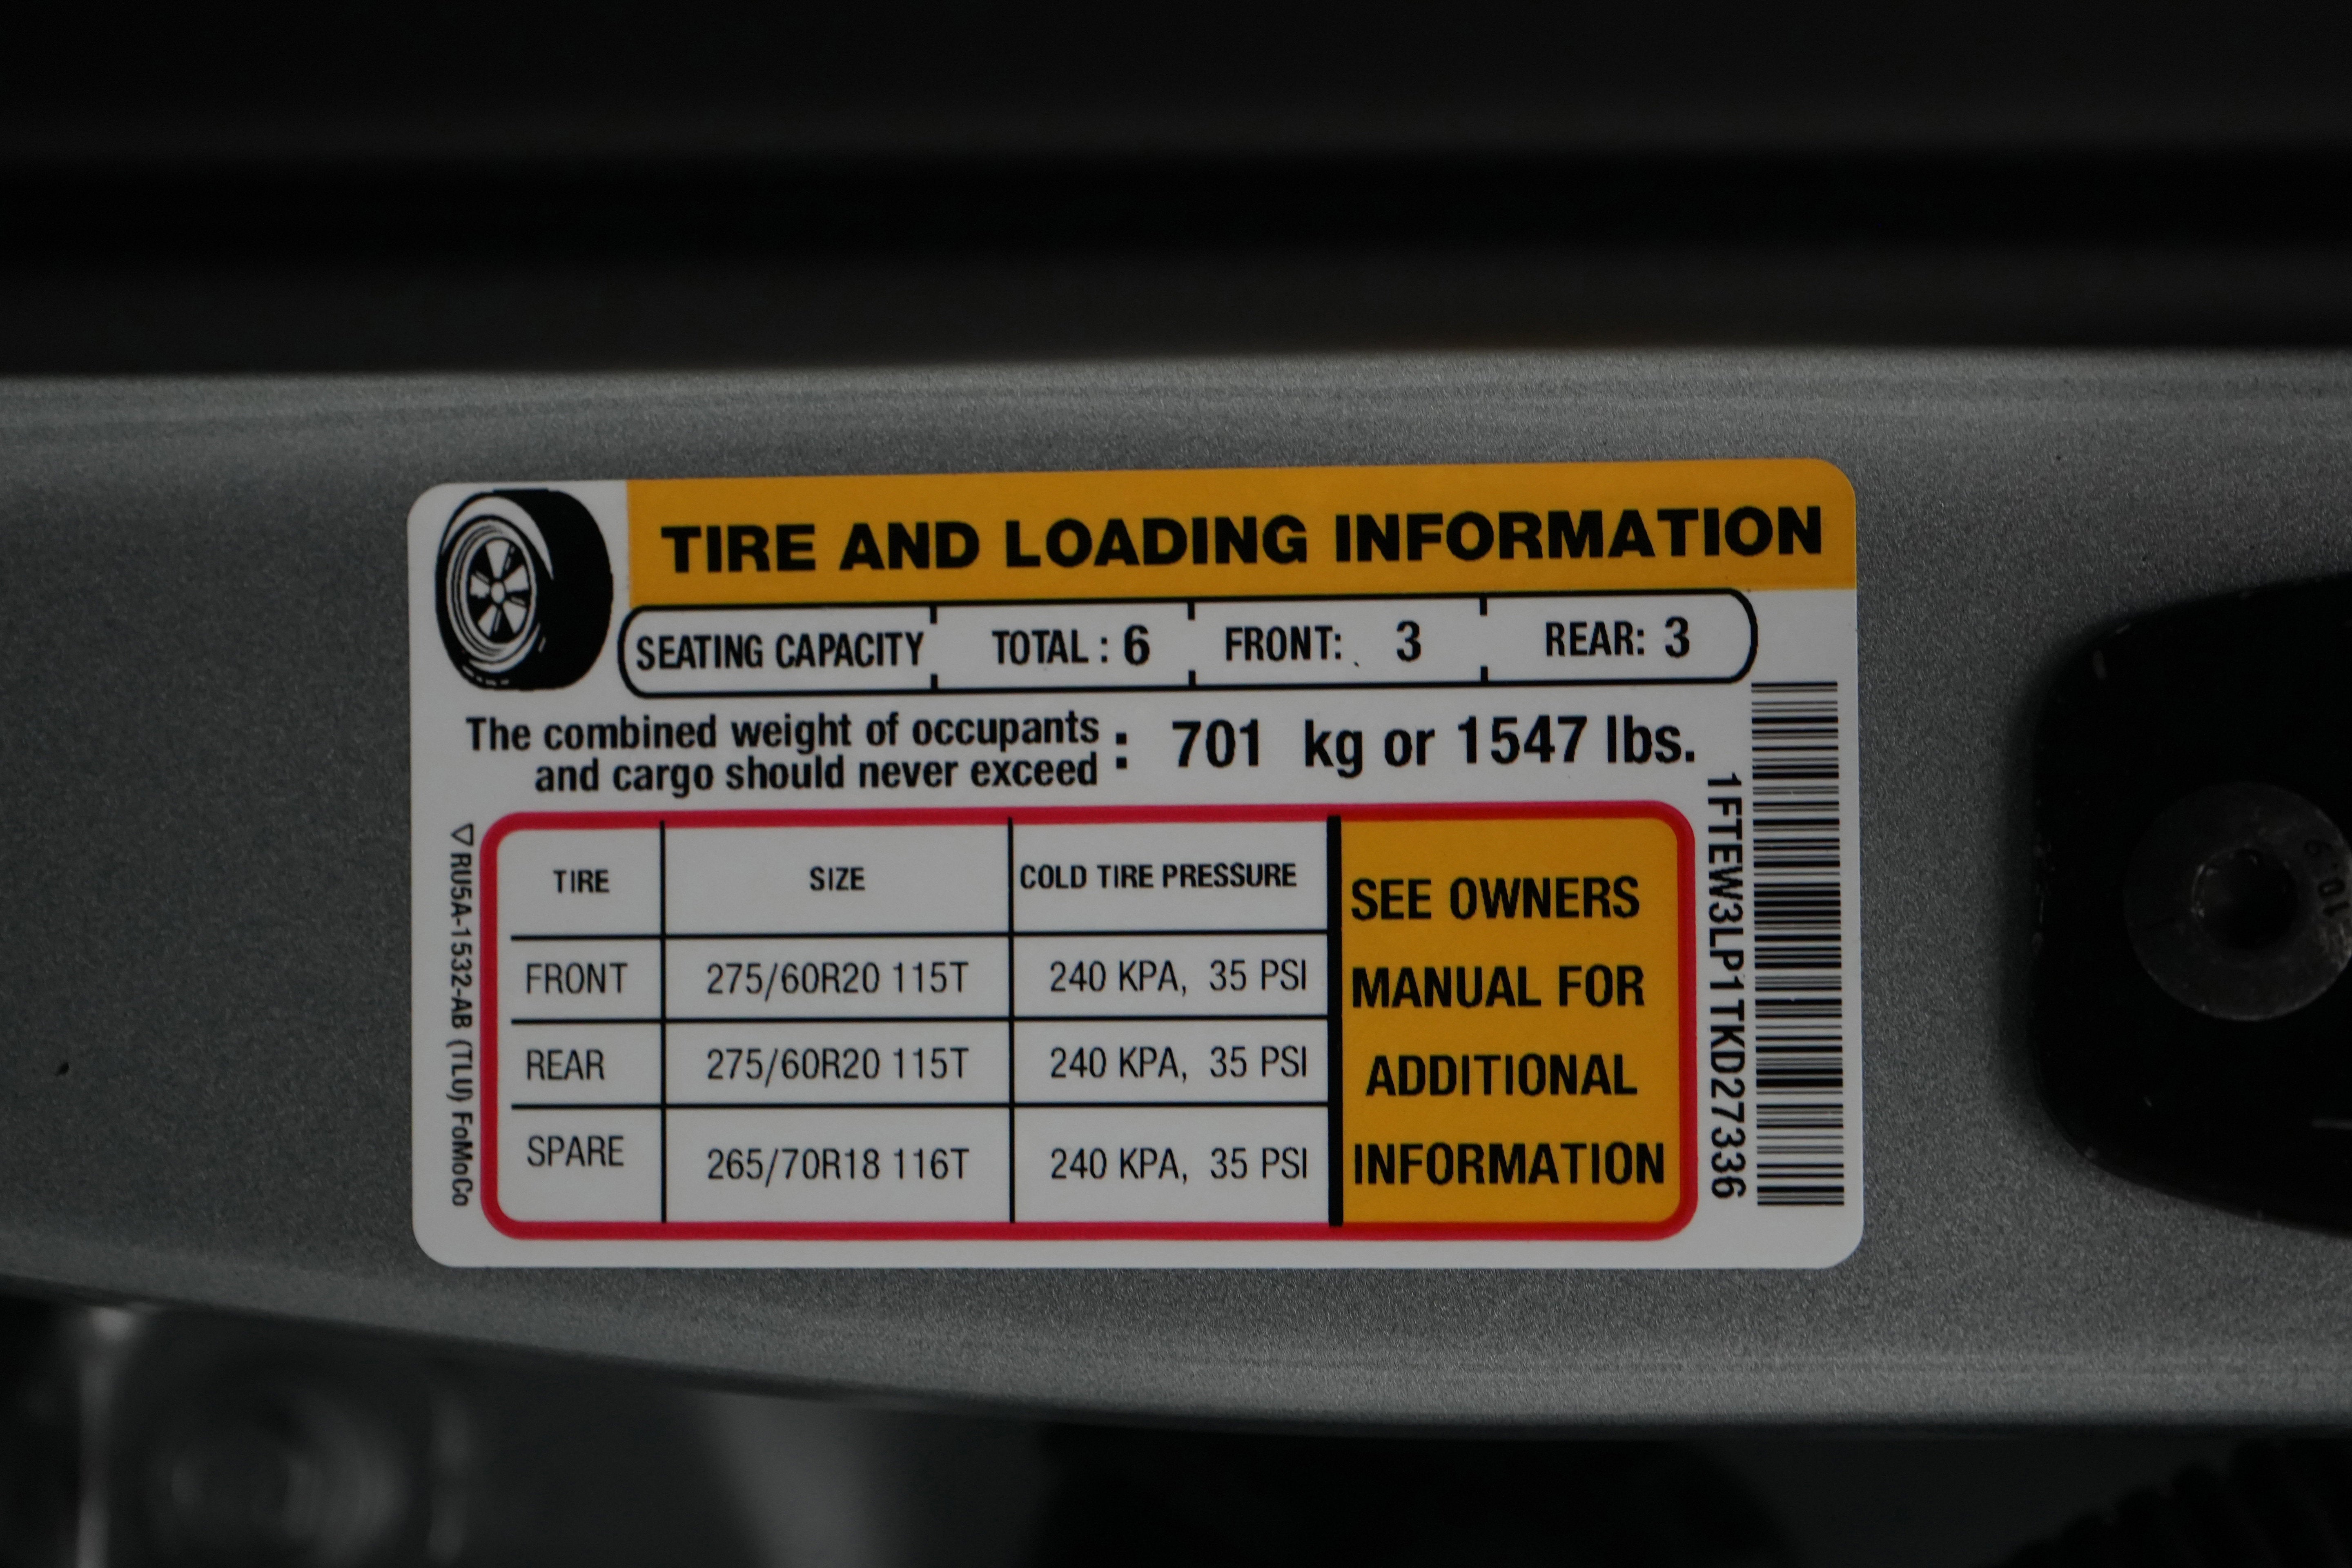 TIRE AND LOADING INFORMATION
SEATING CAPACITY TOTAL : 6 FRONT: 3 REAR: 3
The combined weight of occupants
and cargo should never exceed : 701 kg or 1547 lbs.
TIRE SIZE COLD TIRE PRESSURE
FRONT 275/60R20 115T 240 KPA, 35 PSI
REAR 275/60R20 115T 240 KPA, 35 PSI
SPARE 265/70R18 116T 240 KPA, 35 PSI
SEE OWNERS
MANUAL FOR
ADDITIONAL
INFORMATION
1FTEW3LP1TKD27336
RU5A-1532-AB (TLU) FoMoCo